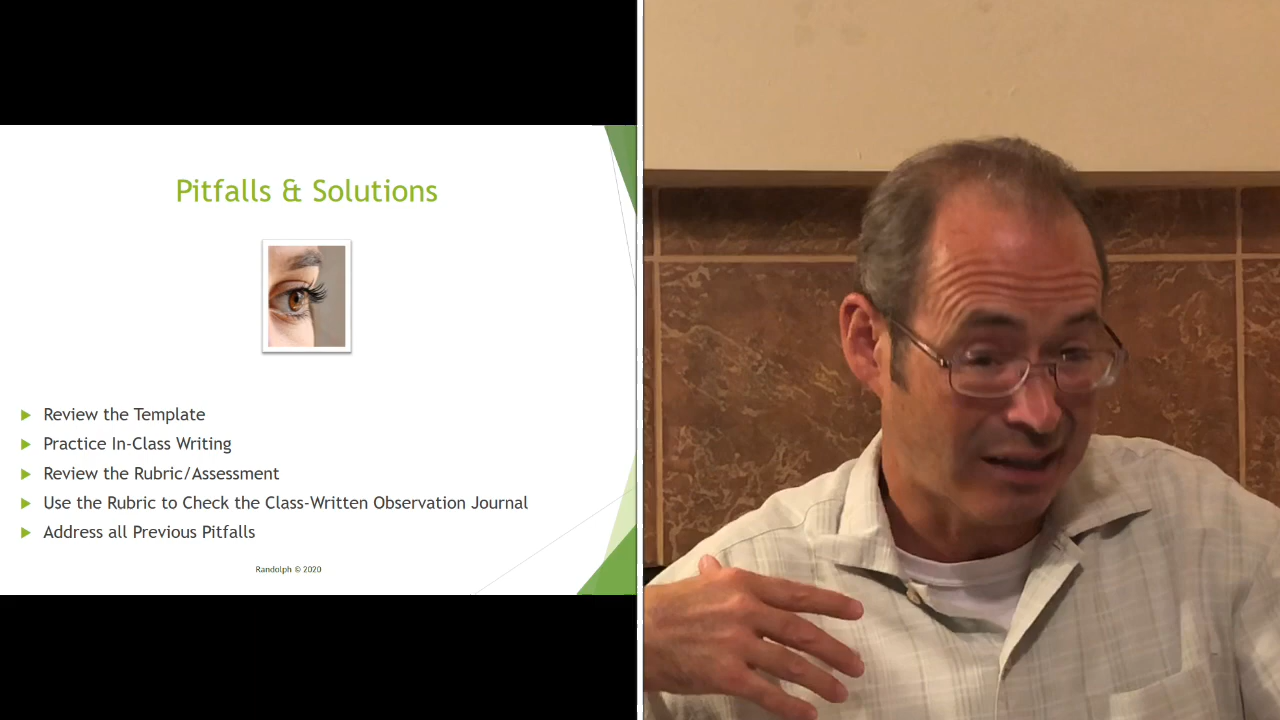 Pitfalls & Solutions
Review the Template
Practice In-Class Writing
Review the Rubric/Assessment
Use the Rubric to Check the Class-Written Observation Journal
Address all Previous Pitfalls
Randolph © 2020